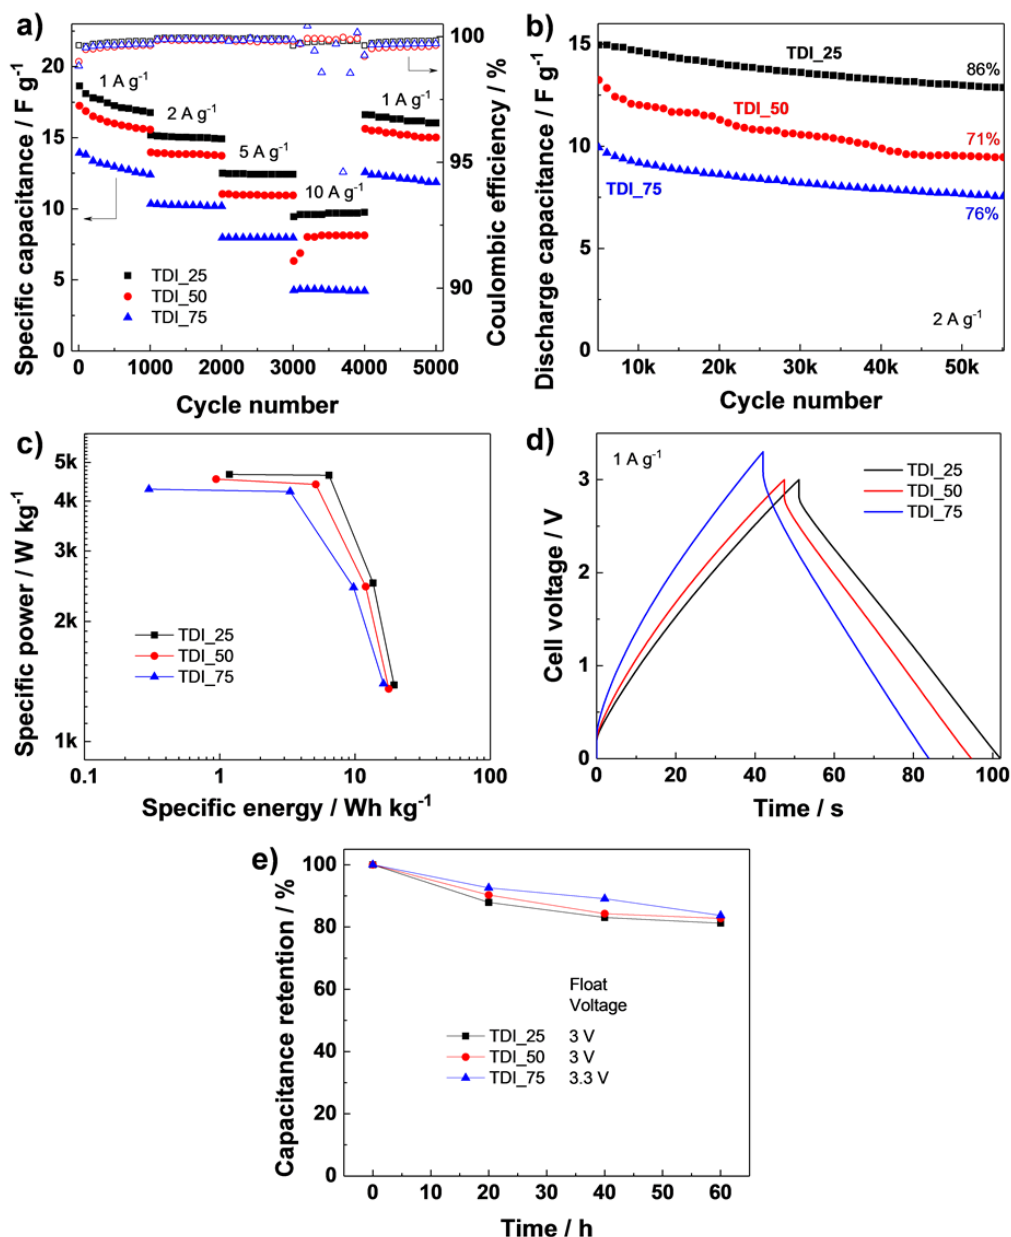 a)
Specific capacitance / F g⁻¹
20
15
10
5
0
1 A g⁻¹
2 A g⁻¹
5 A g⁻¹
10 A g⁻¹
1 A g⁻¹
TDI_25
TDI_50
TDI_75
0 1000 2000 3000 4000 5000
Cycle number
100
95
90
Coulombic efficiency / %
b)
Discharge capacitance / F g⁻¹
15
10
5
0
TDI_25
86%
TDI_50
71%
TDI_75
76%
2 A g⁻¹
10k 20k 30k 40k 50k
Cycle number
c)
Specific power / W kg⁻¹
5k
4k
3k
2k
1k
TDI_25
TDI_50
TDI_75
0.1 1 10 100
Specific energy / Wh kg⁻¹
d)
Cell voltage / V
3
2
1
0
1 A g⁻¹
TDI_25
TDI_50
TDI_75
0 20 40 60 80 100
Time / s
e)
Capacitance retention / %
100
80
60
40
20
0
Float
Voltage
TDI_25 3 V
TDI_50 3 V
TDI_75 3.3 V
0 10 20 30 40 50 60
Time / h